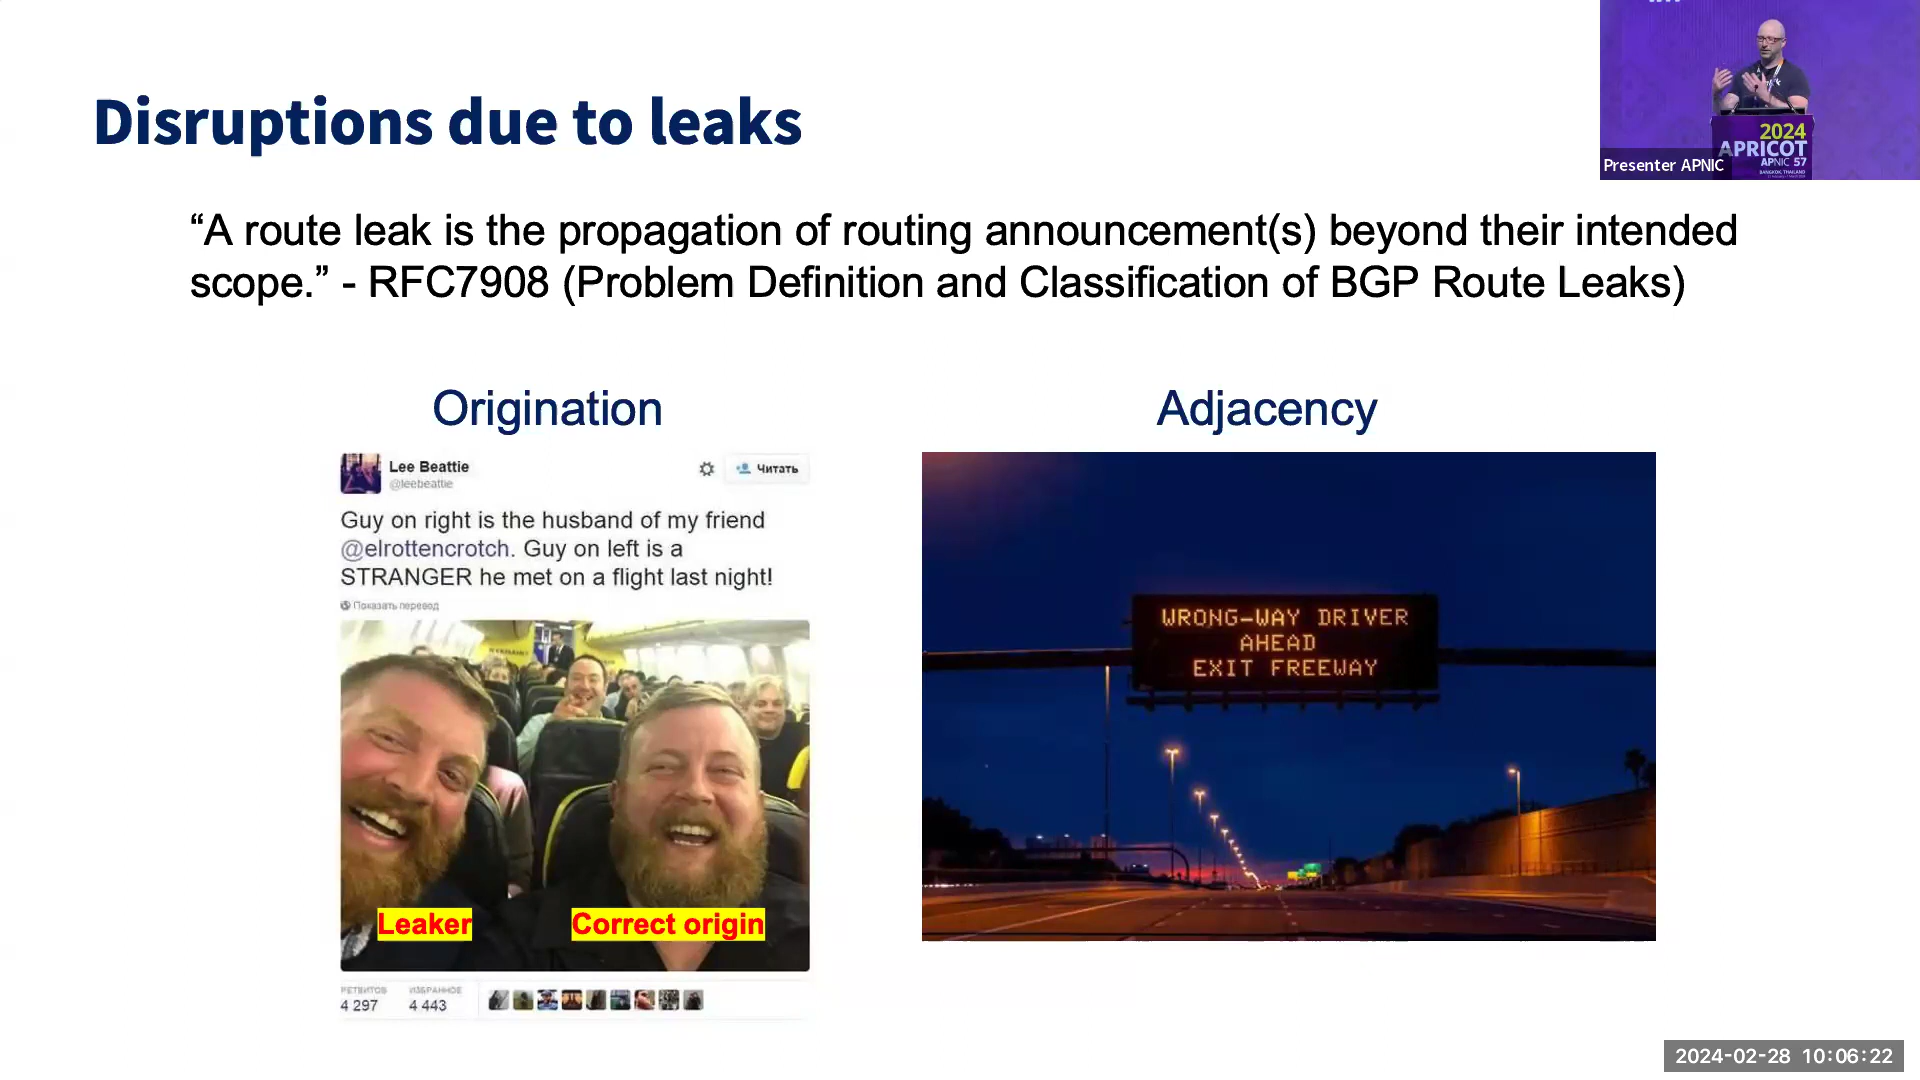 Disruptions due to leaks
2024
APRICOT
APNIC 57
BANGKOK, THAILAND
Presenter APNIC
“A route leak is the propagation of routing announcement(s) beyond their intended
scope.” - RFC7908 (Problem Definition and Classification of BGP Route Leaks)
Origination
Lee Beattie
@leebeattie
Читать
Guy on right is the husband of my friend
@elrottencrotch. Guy on left is a
STRANGER he met on a flight last night!
Показать перевод
Leaker
Correct origin
РЕТВИТОВ
ИЗБРАННОЕ
4 297
4 443
Adjacency
WRONG-WAY DRIVER
AHEAD
EXIT FREEWAY
2024-02-28 10:06:22